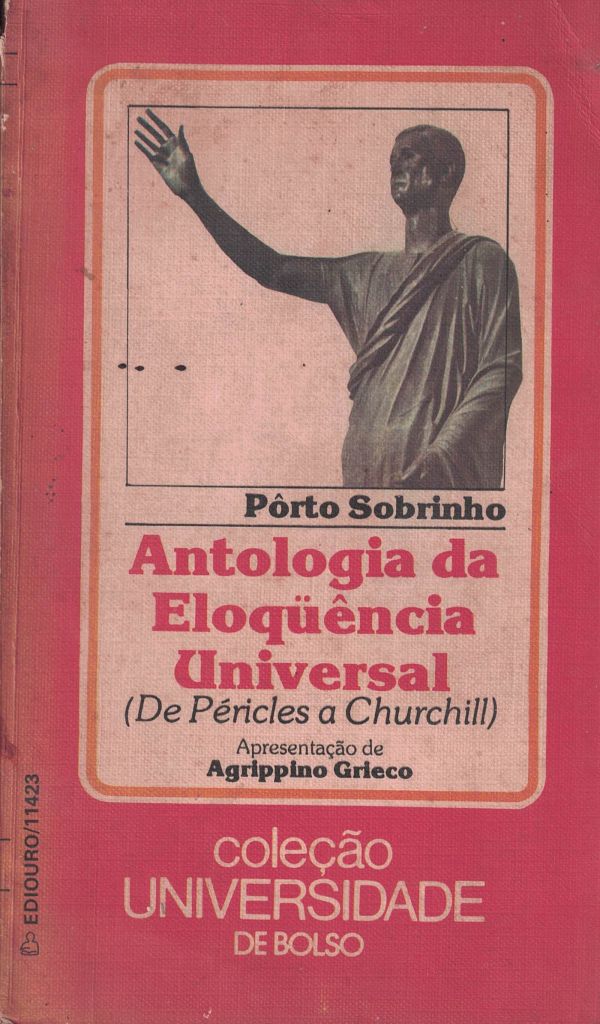 Pôrto Sobrinho
Antologia da
Eloqüência
Universal
(De Péricles a Churchill)
Apresentação de
Agrippino Grieco
coleção
UNIVERSIDADE
DE BOLSO
EDIOURO/11423